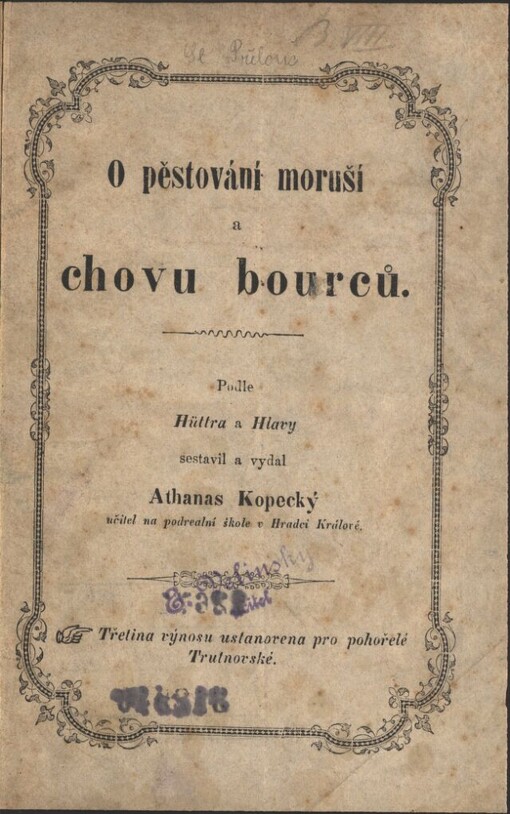 B VIII
O pěstování moruší
a
chovu bourců.
Podle
Hüttra a Hlavy
sestavil a vydal
Athanas Kopecký
učitel na podrealní škole v Hradci Králové.
Třetina výnosu ustanovena pro pohořelé
Trutnovské.